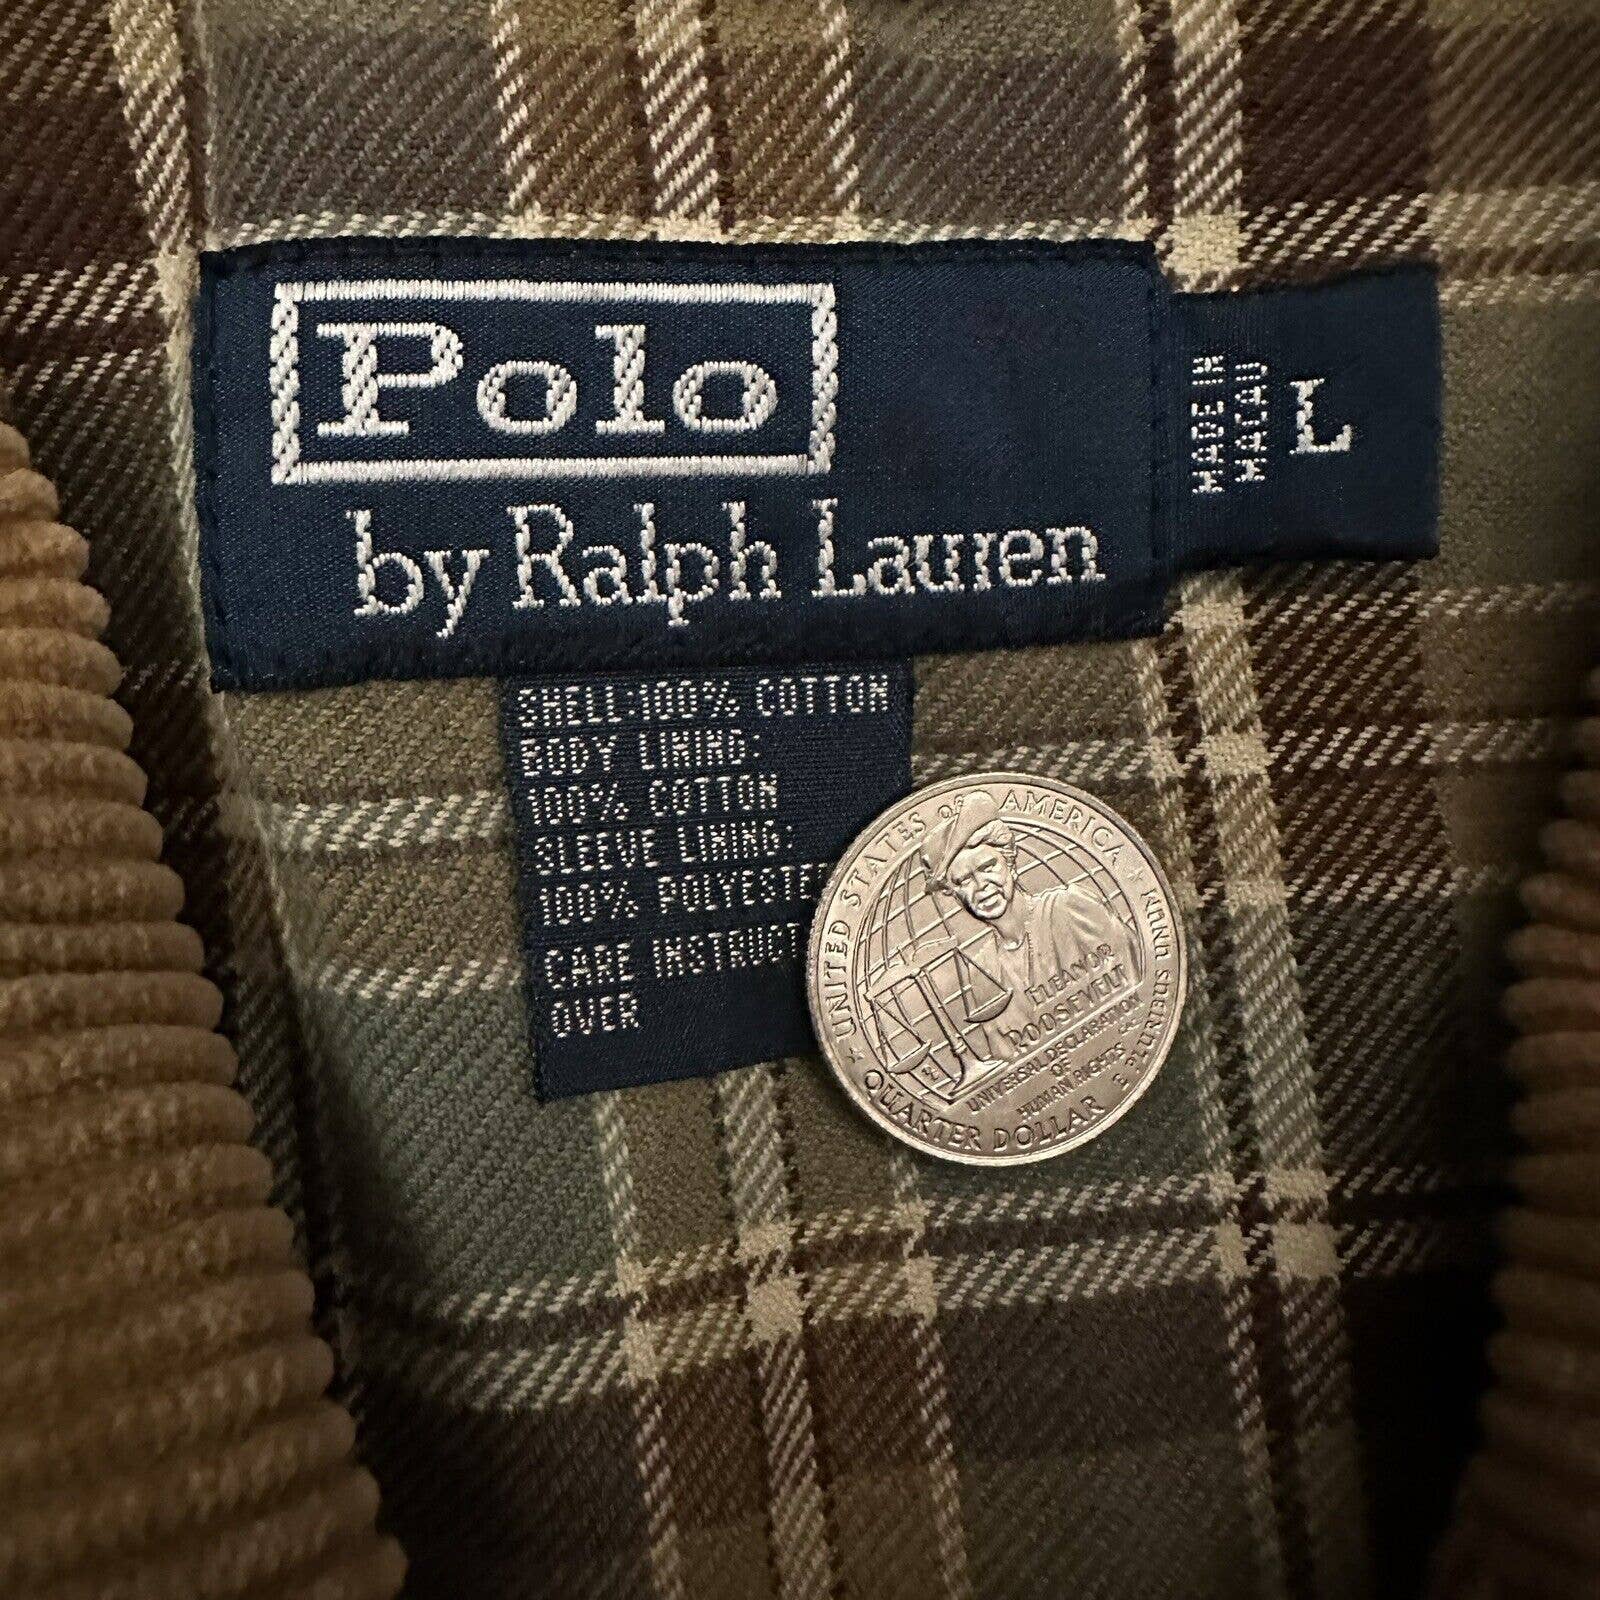 Polo
by Ralph Lauren
MADE IN
MACAU
L
SHELL:100% COTTON
BODY LINING:
100% COTTON
SLEEVE LINING:
100% POLYESTER
CARE INSTRUCT
OVER
UNITED STATES OF AMERICA
ELEANOR
ROOSEVELT
UNIVERSAL DECLARATION
OF
HUMAN RIGHTS
E PLURIBUS UNUM
QUARTER DOLLAR